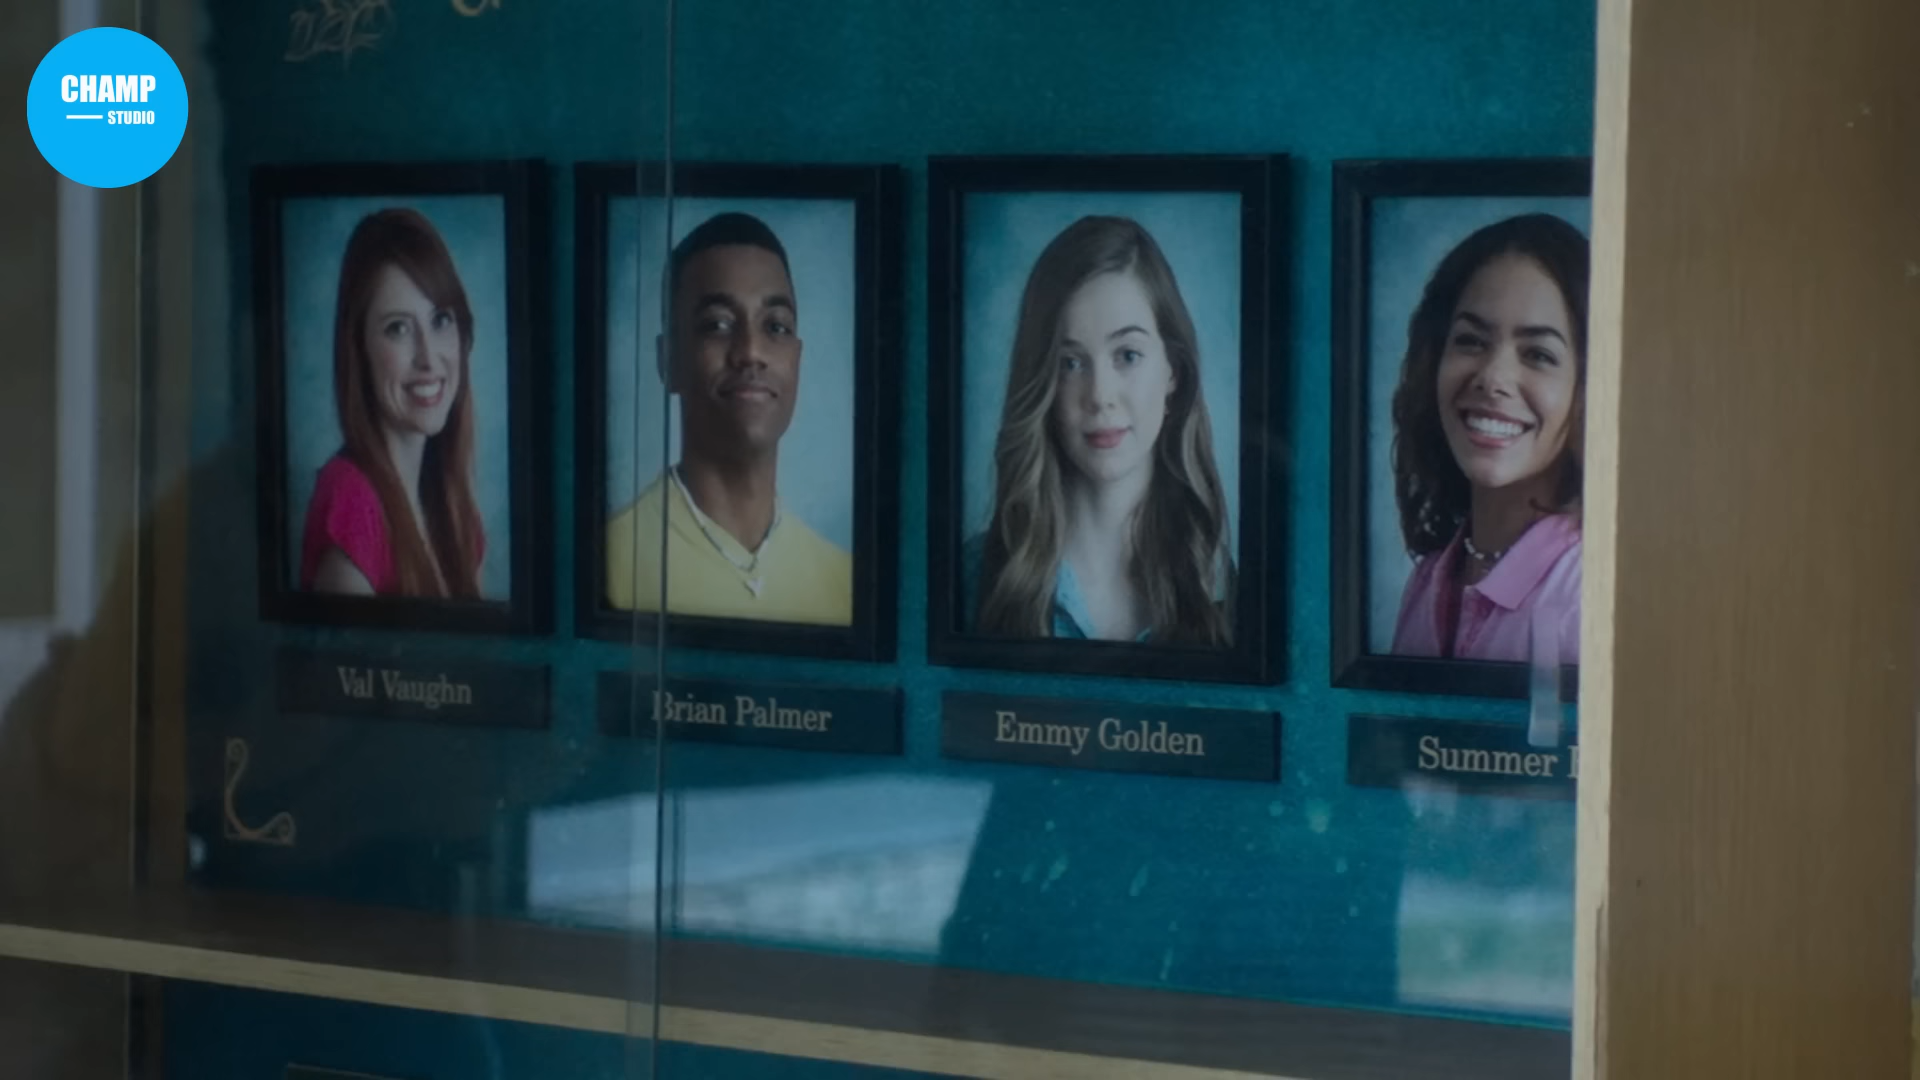 CHAMP
STUDIO
Val Vaughn
Brian Palmer
Emmy Golden
Summer